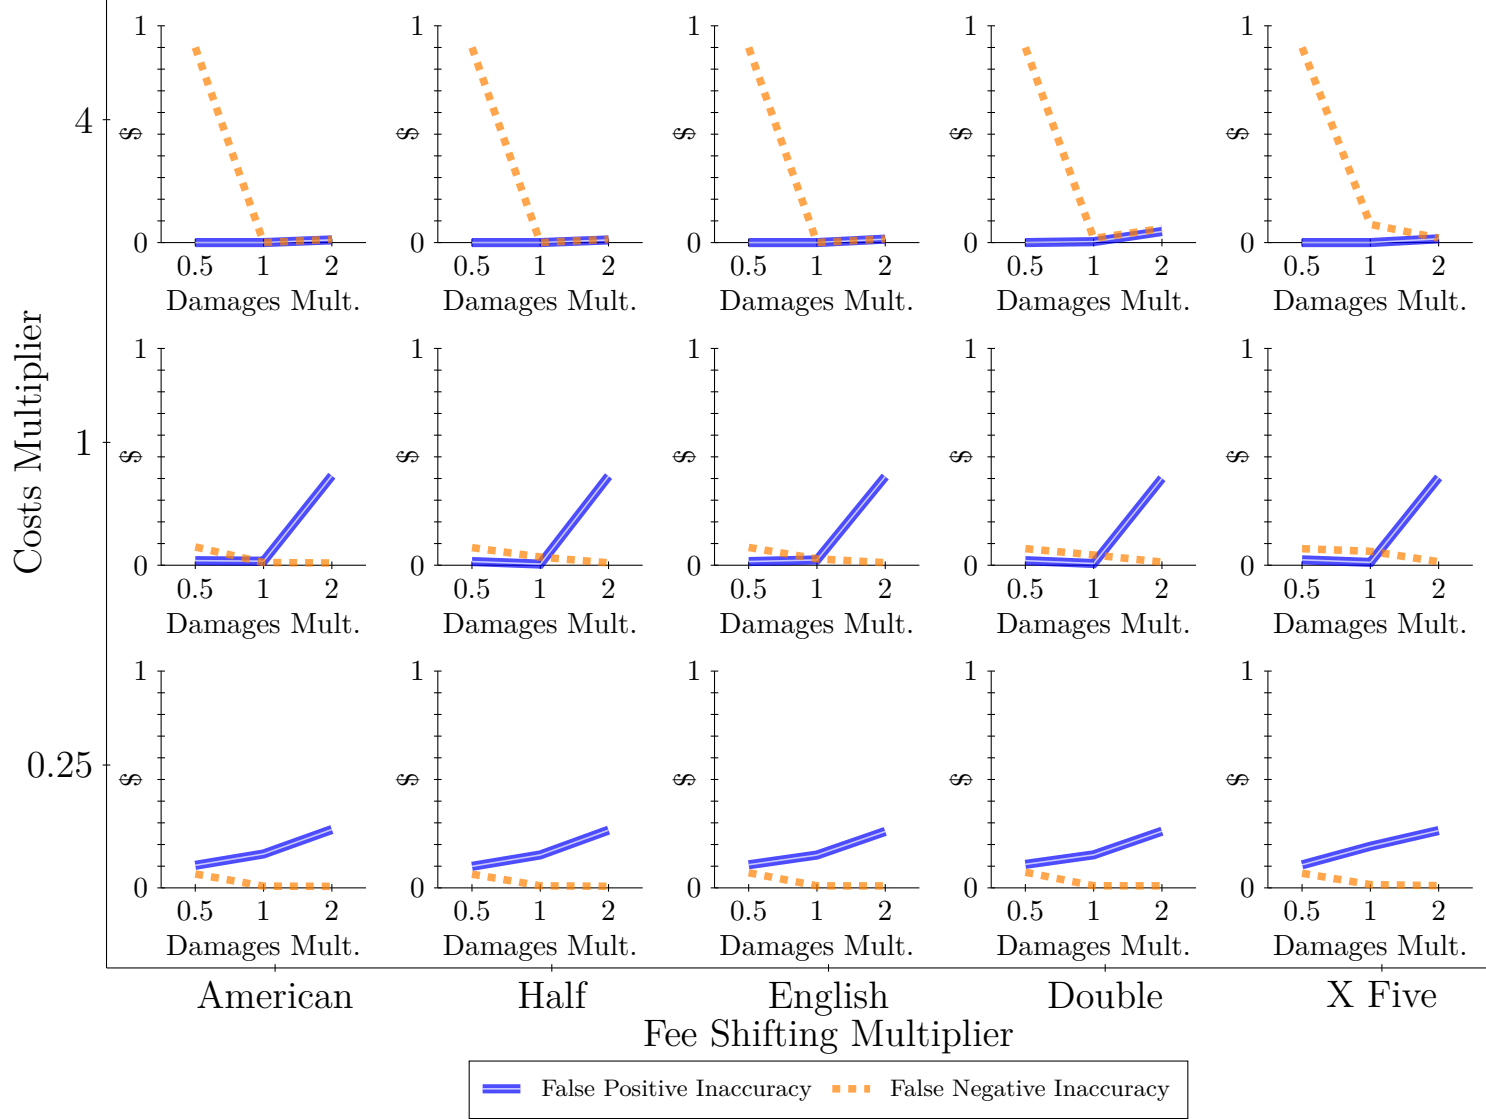 Costs Multiplier
4
1
0
$
0.5 1 2
Damages Mult.
1
0
$
0.5 1 2
Damages Mult.
1
0
$
0.5 1 2
Damages Mult.
1
0
$
0.5 1 2
Damages Mult.
1
0
$
0.5 1 2
Damages Mult.
1
1
0
$
0.5 1 2
Damages Mult.
1
0
$
0.5 1 2
Damages Mult.
1
0
$
0.5 1 2
Damages Mult.
1
0
$
0.5 1 2
Damages Mult.
1
0
$
0.5 1 2
Damages Mult.
0.25
1
0
$
0.5 1 2
Damages Mult.
1
0
$
0.5 1 2
Damages Mult.
1
0
$
0.5 1 2
Damages Mult.
1
0
$
0.5 1 2
Damages Mult.
1
0
$
0.5 1 2
Damages Mult.
American Half English Double X Five
Fee Shifting Multiplier
False Positive Inaccuracy False Negative Inaccuracy